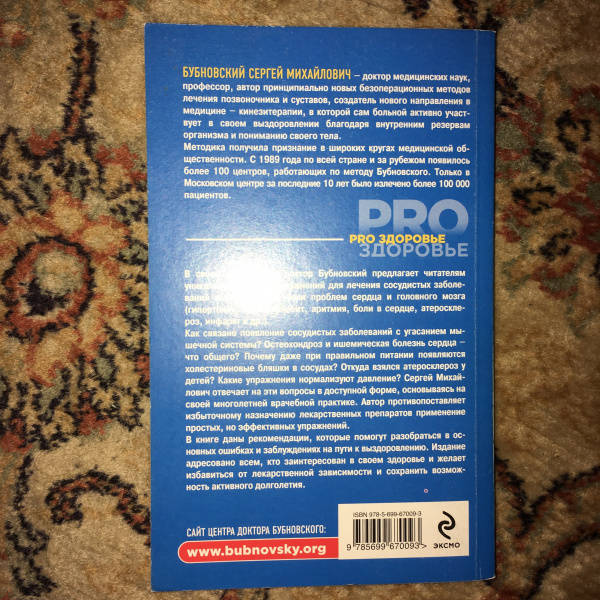 БУБНОВСКИЙ СЕРГЕЙ МИХАЙЛОВИЧ – доктор медицинских наук,
профессор, автор принципиально новых безоперационных методов
лечения позвоночника и суставов, создатель нового направления в
медицине – кинезитерапии, в которой сам больной активно участ-
вует в своем выздоровлении благодаря внутренним резервам
организма и пониманию своего тела.
Методика получила признание в широких кругах медицинской об-
щественности. С 1989 года по всей стране и за рубежом появилось
более 100 центров, работающих по методу Бубновского. Только в
Московском центре за последние 10 лет было излечено более 100 000
пациентов.
PRO
PRO ЗДОРОВЬЕ
ЗДОРОВЬЕ
В доктор Бубновский предлагает читателям
для лечения сосудистых заболе-
ваний проблем сердца и головного мозга
аритмия, боли в сердце, атероскле-
роз, инфаркт и др.).
Как связано появление сосудистых заболеваний с угасанием мы-
шечной системы? Остеохондроз и ишемическая болезнь сердца –
что общего? Почему даже при правильном питании появляются
холестериновые бляшки в сосудах? Откуда взялся атеросклероз у
детей? Какие упражнения нормализуют давление? Сергей Михай-
лович отвечает на эти вопросы в доступной форме, основываясь на
своей многолетней врачебной практике. Автор противопоставляет
избыточному назначению лекарственных препаратов применение
простых, но эффективных упражнений.
В книге даны рекомендации, которые помогут разобраться в ос-
новных ошибках и заблуждениях на пути к выздоровлению. Издание
адресовано всем, кто заинтересован в своем здоровье и желает
избавиться от лекарственной зависимости и сохранить возмож-
ность активного долголетия.
САЙТ ЦЕНТРА ДОКТОРА БУБНОВСКОГО:
www.bubnovsky.org
ISBN 978-5-699-67009-3
9 785699 670093 >
ЭКСМО